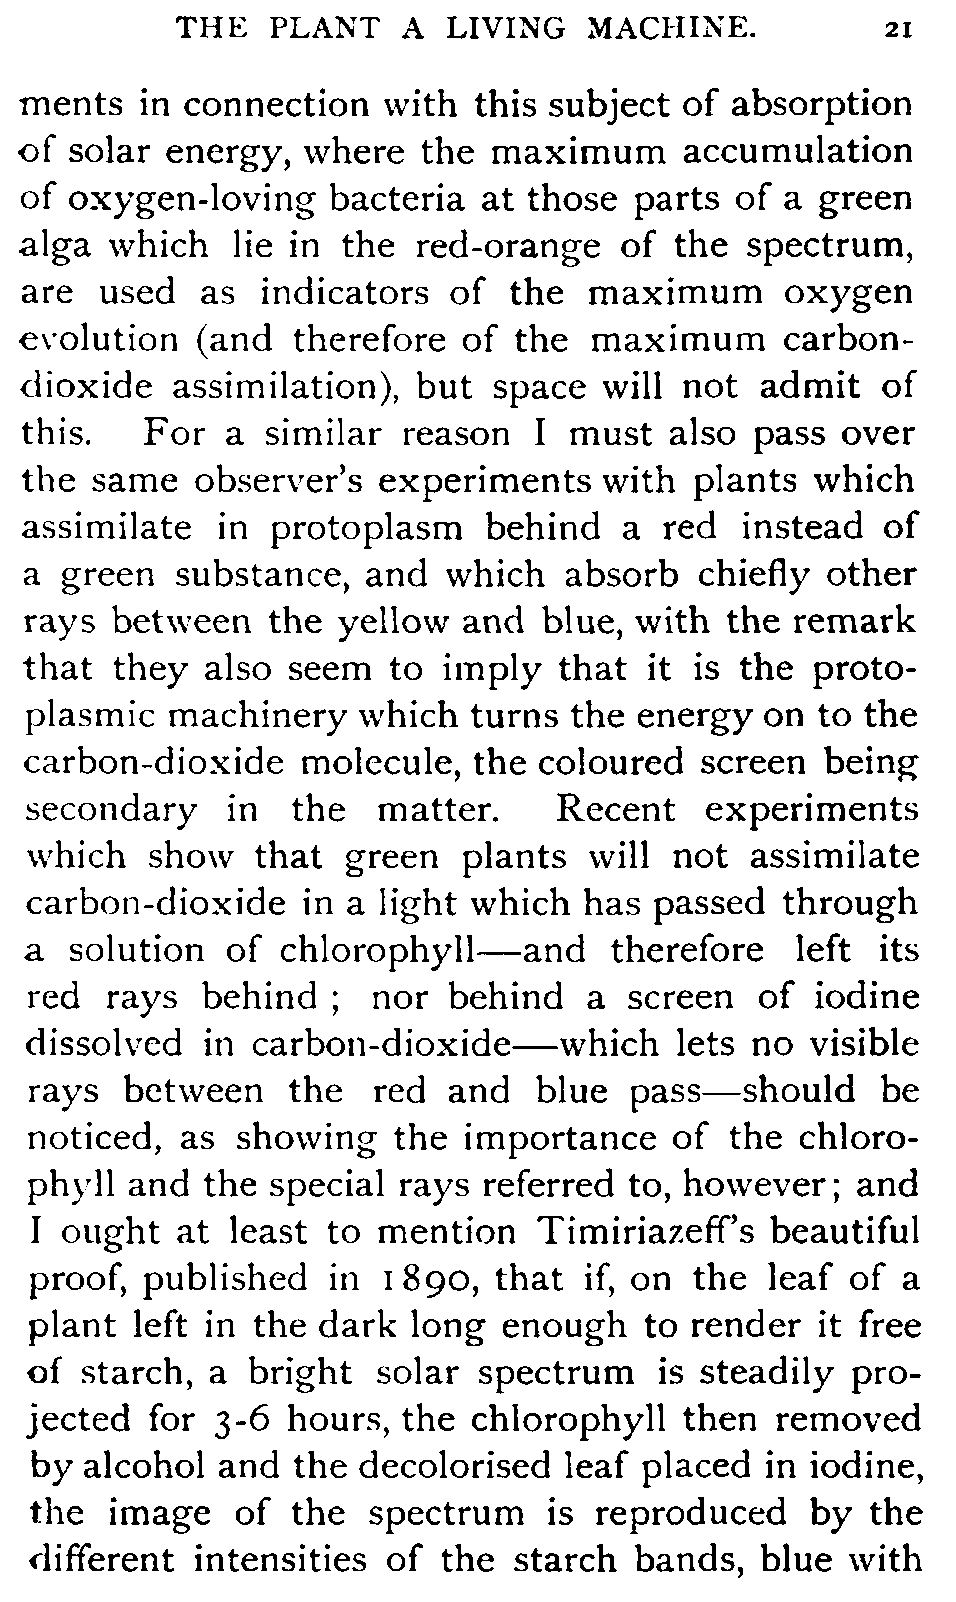 THE PLANT A LIVING MACHINE. 21
ments in connection with this subject of absorption
of solar energy, where the maximum accumulation
of oxygen-loving bacteria at those parts of a green
alga which lie in the red-orange of the spectrum,
are used as indicators of the maximum oxygen
evolution (and therefore of the maximum carbon-
dioxide assimilation), but space will not admit of
this. For a similar reason I must also pass over
the same observer's experiments with plants which
assimilate in protoplasm behind a red instead of
a green substance, and which absorb chiefly other
rays between the yellow and blue, with the remark
that they also seem to imply that it is the proto-
plasmic machinery which turns the energy on to the
carbon-dioxide molecule, the coloured screen being
secondary in the matter. Recent experiments
which show that green plants will not assimilate
carbon-dioxide in a light which has passed through
a solution of chlorophyll—and therefore left its
red rays behind ; nor behind a screen of iodine
dissolved in carbon-dioxide—which lets no visible
rays between the red and blue pass—should be
noticed, as showing the importance of the chloro-
phyll and the special rays referred to, however; and
I ought at least to mention Timiriazeff's beautiful
proof, published in 1890, that if, on the leaf of a
plant left in the dark long enough to render it free
of starch, a bright solar spectrum is steadily pro-
jected for 3-6 hours, the chlorophyll then removed
by alcohol and the decolorised leaf placed in iodine,
the image of the spectrum is reproduced by the
different intensities of the starch bands, blue with